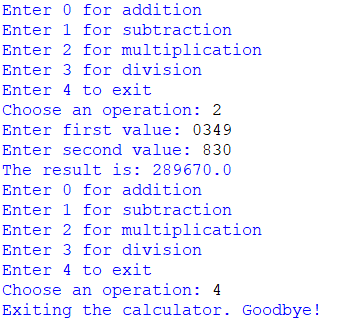 Enter 0 for addition
Enter 1 for subtraction
Enter 2 for multiplication
Enter 3 for division
Enter 4 to exit
Choose an operation: 2
Enter first value: 0349
Enter second value: 830
The result is: 289670.0
Enter 0 for addition
Enter 1 for subtraction
Enter 2 for multiplication
Enter 3 for division
Enter 4 to exit
Choose an operation: 4
Exiting the calculator. Goodbye!